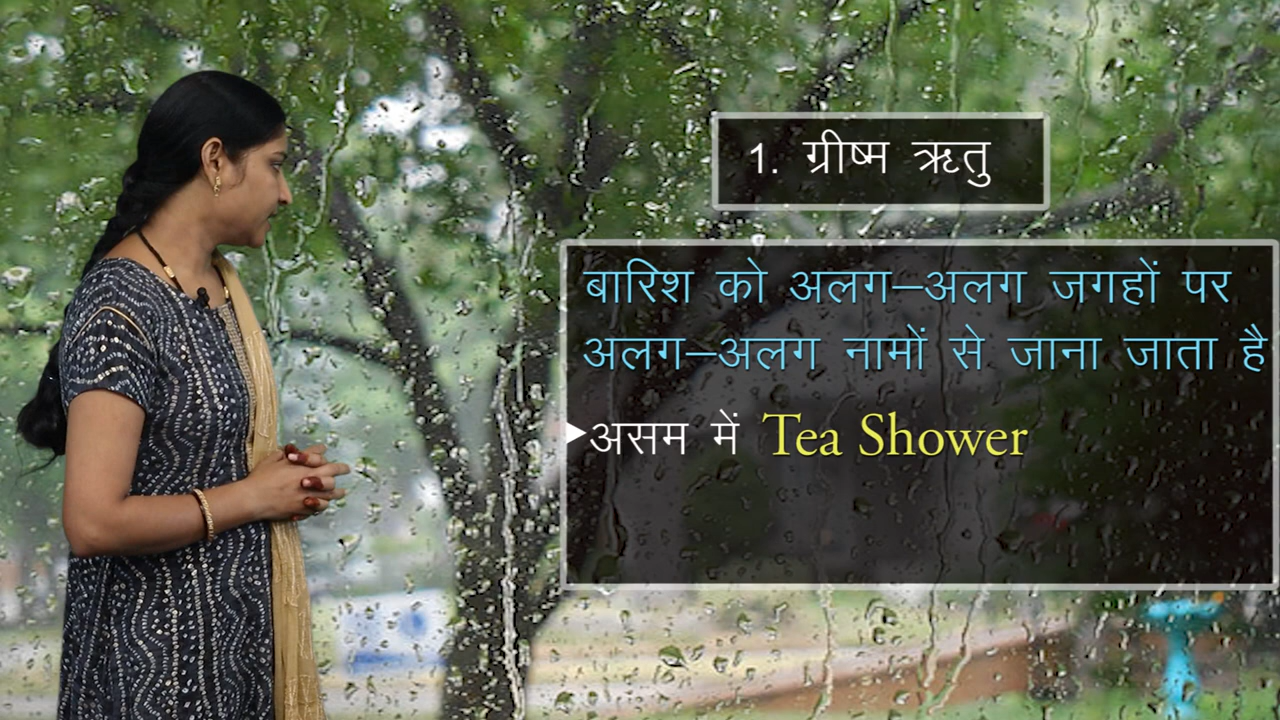 1. ग्रीष्म ऋतु
बारिश को अलग–अलग जगहों पर
अलग–अलग नामों से जाना जाता है
असम में Tea Shower